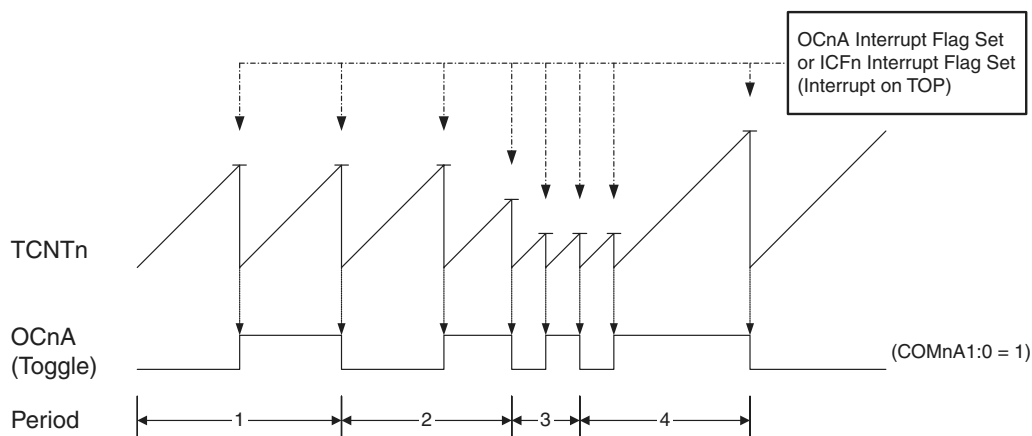 OCnA Interrupt Flag Set
or ICFn Interrupt Flag Set
(Interrupt on TOP)
TCNTn
OCnA
(Toggle)
(COMnA1:0 = 1)
Period
1
2
3
4